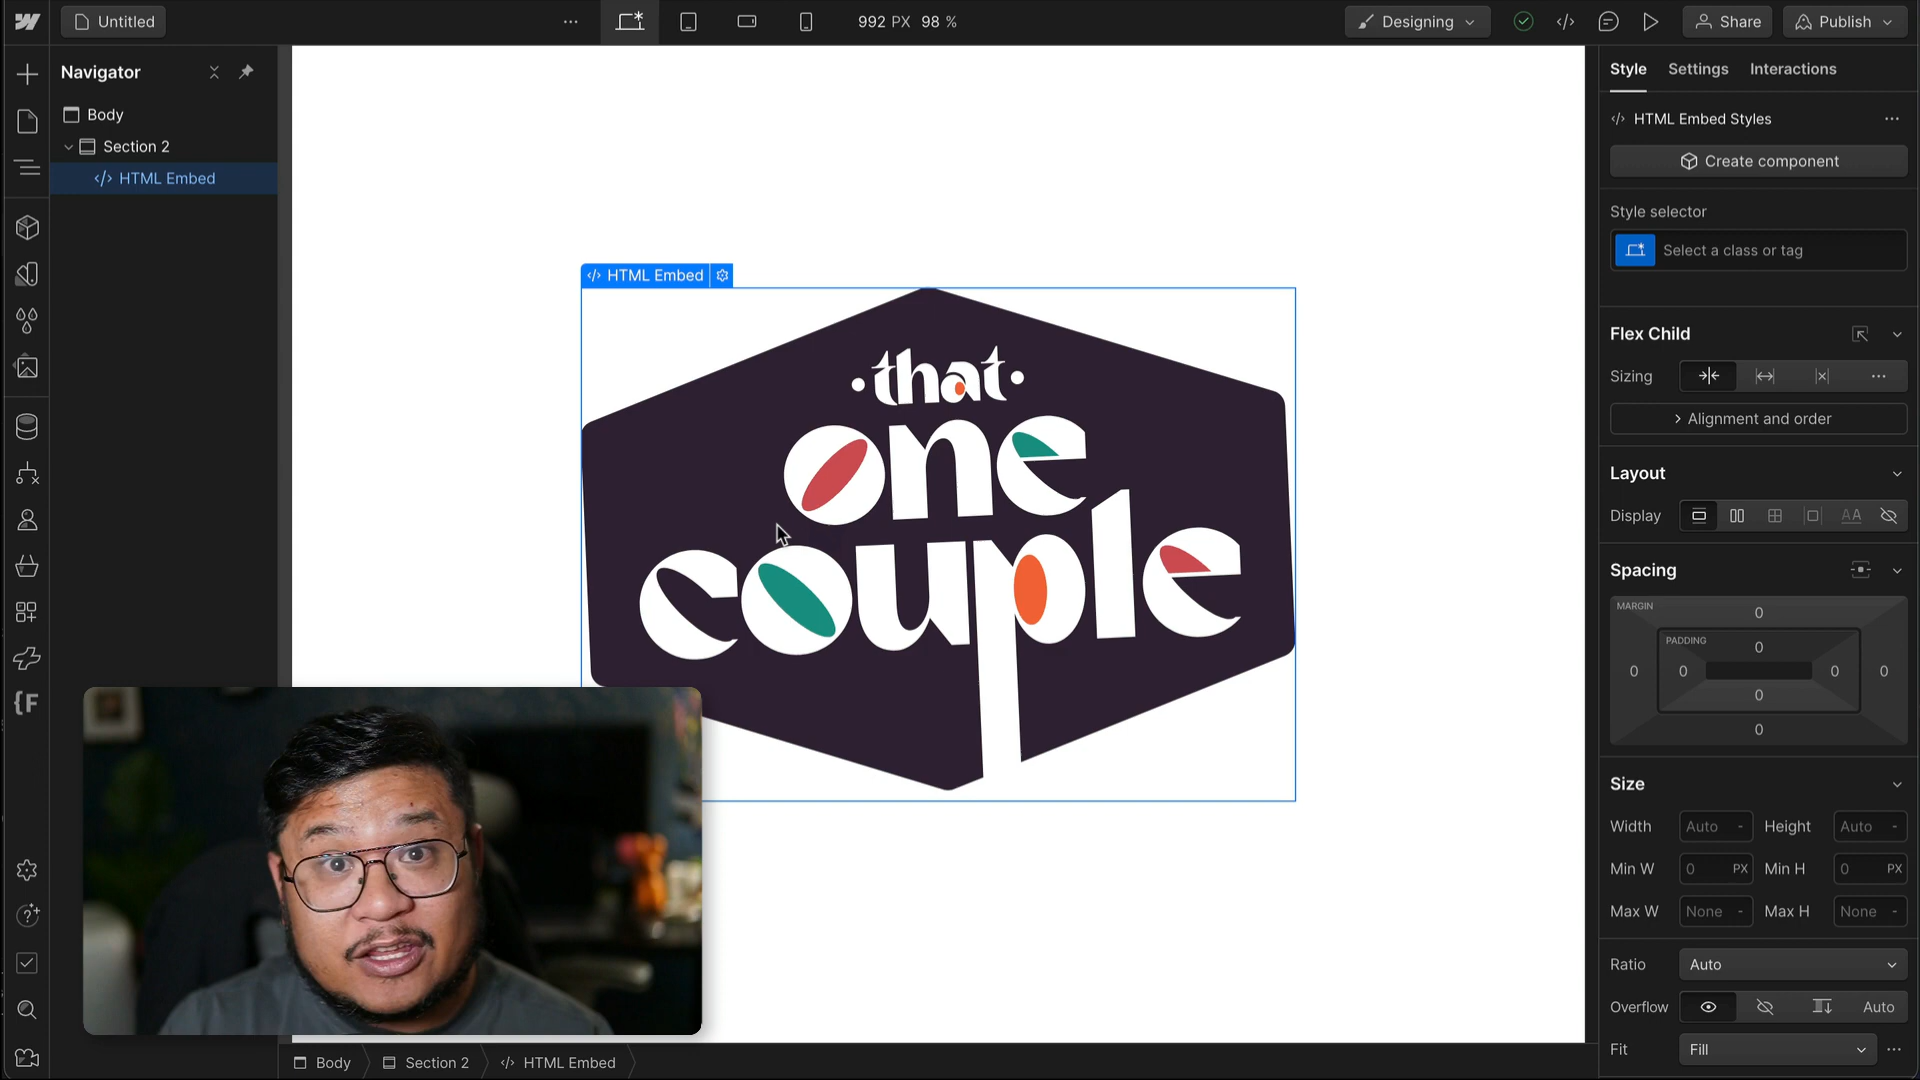 Untitled
992 PX 98 %
Designing
Share
Publish
Navigator
Body
Section 2
HTML Embed
HTML Embed
•that•
one
couple
Body
Section 2
HTML Embed
Style
Settings
Interactions
HTML Embed Styles
Create component
Style selector
Select a class or tag
Flex Child
Sizing
Alignment and order
Layout
Display
AA
Spacing
MARGIN
0
PADDING
0
0
0
0
0
0
0
Size
Width
Auto -
Height
Auto -
Min W
0 PX
Min H
0 PX
Max W
None -
Max H
None -
Ratio
Auto
Overflow
Auto
Fit
Fill
{F